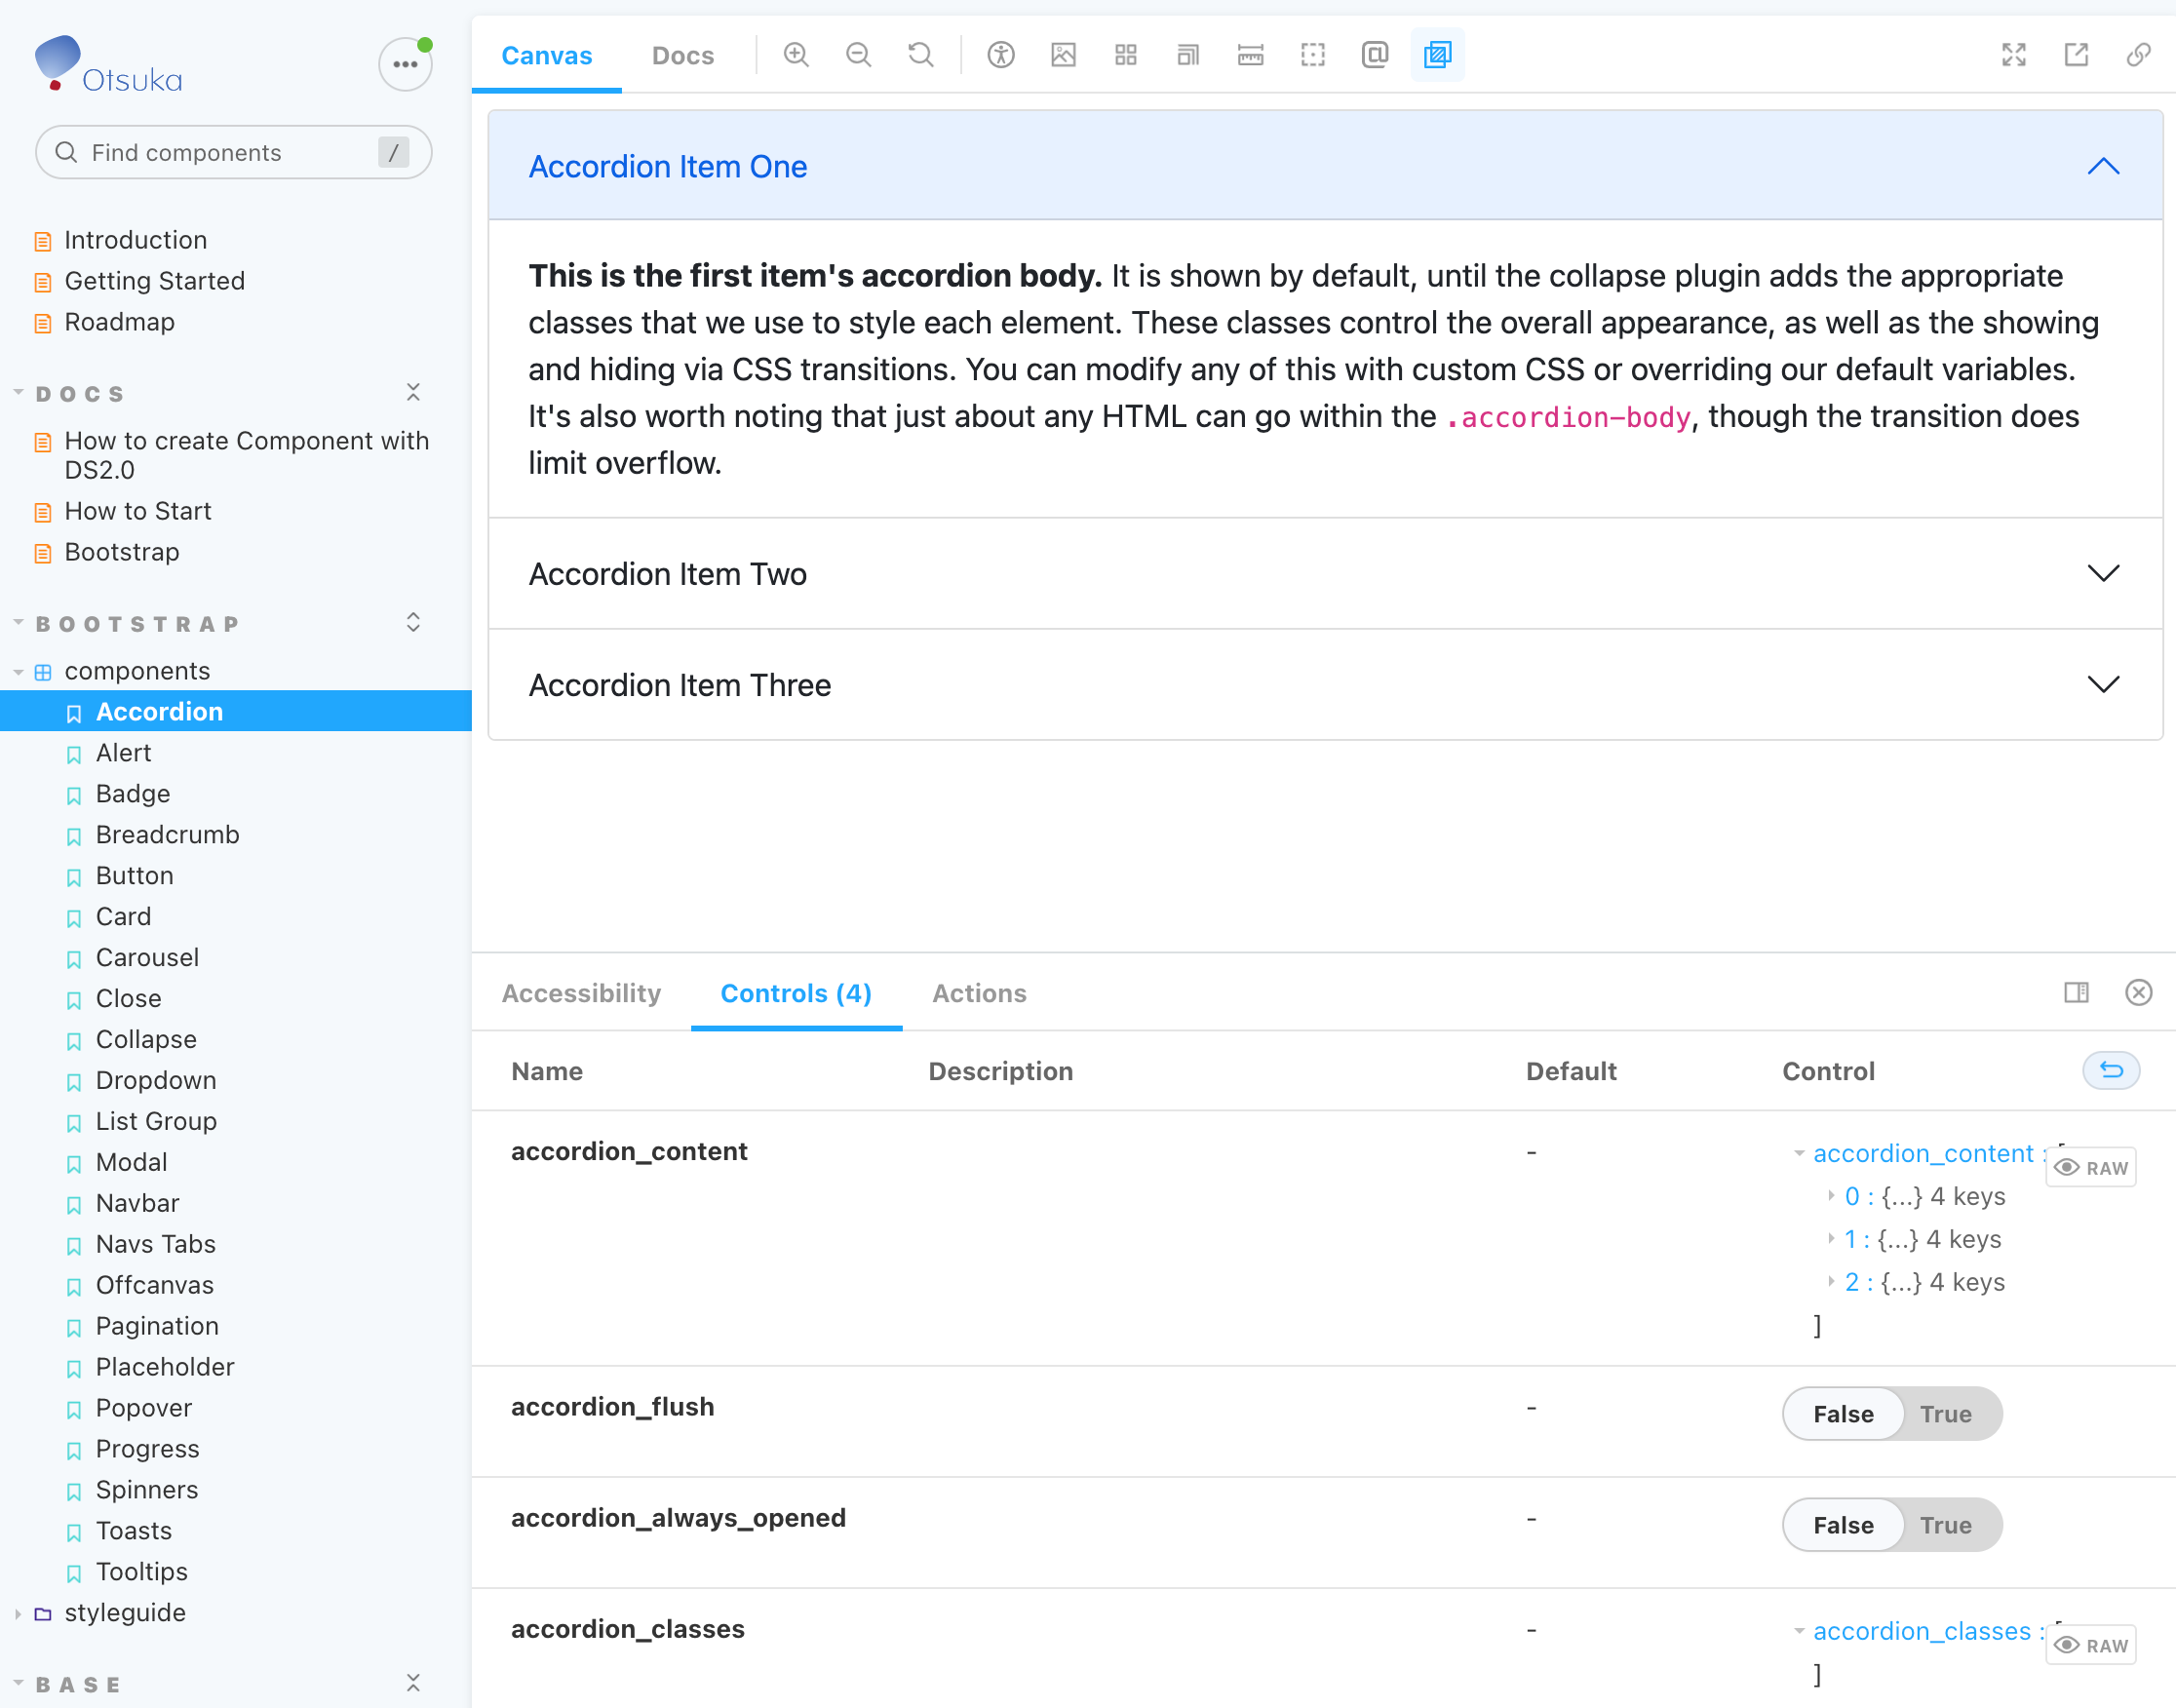 Otsuka
Find components
/
Introduction
Getting Started
Roadmap
DOCS
How to create Component with
DS2.0
How to Start
Bootstrap
BOOTSTRAP
components
Accordion
Alert
Badge
Breadcrumb
Button
Card
Carousel
Close
Collapse
Dropdown
List Group
Modal
Navbar
Navs Tabs
Offcanvas
Pagination
Placeholder
Popover
Progress
Spinners
Toasts
Tooltips
styleguide
BASE
Canvas Docs
Accordion Item One
This is the first item's accordion body. It is shown by default, until the collapse plugin adds the appropriate
classes that we use to style each element. These classes control the overall appearance, as well as the showing
and hiding via CSS transitions. You can modify any of this with custom CSS or overriding our default variables.
It's also worth noting that just about any HTML can go within the .accordion-body, though the transition does
limit overflow.
Accordion Item Two
Accordion Item Three
Accessibility Controls (4) Actions
Name Description Default Control
accordion_content - accordion_content : [
RAW
0 : {...} 4 keys
1 : {...} 4 keys
2 : {...} 4 keys
]
accordion_flush - False True
accordion_always_opened - False True
accordion_classes - accordion_classes : [
RAW
]